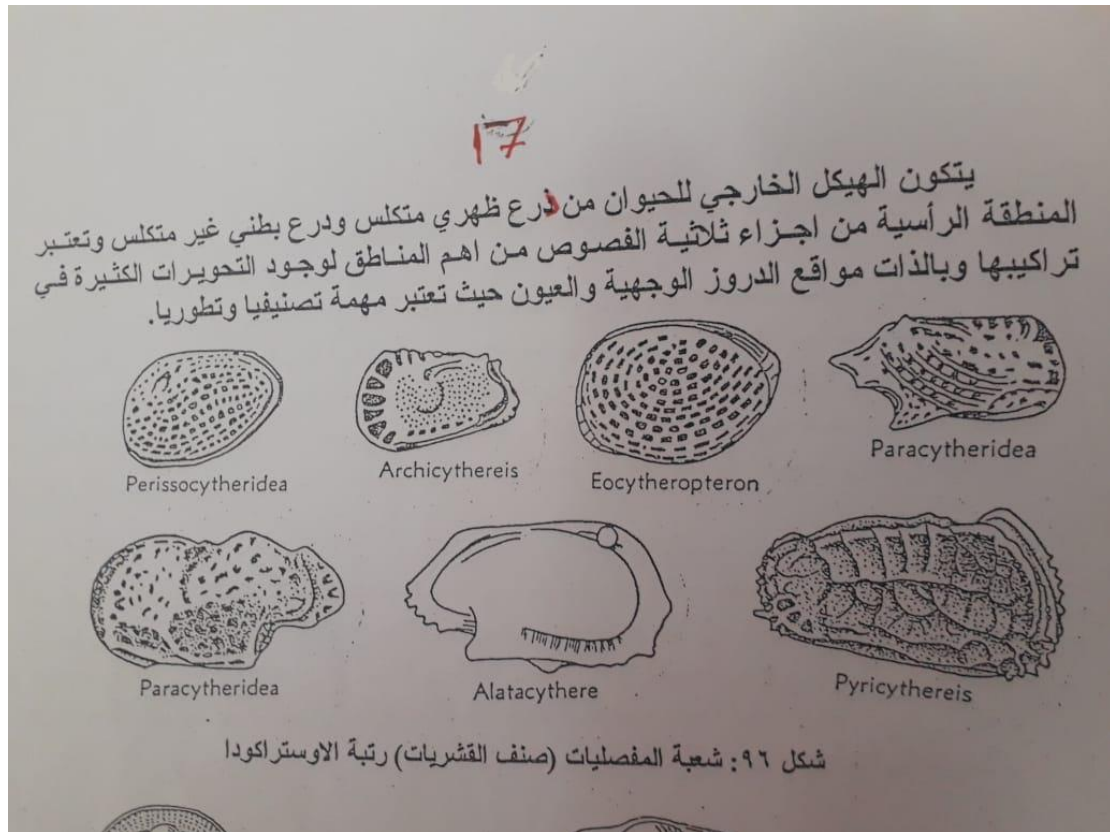 17
يتكون الهيكل الخارجي للحيوان من درع ظهري متكلس ودرع بطني غير متكلس وتعتبر
المنطقة الرأسية من اجزاء ثلاثية الفصوص من اهم المناطق لوجود التحويرات الكثيرة في
تراكيبها وبالذات مواقع الدروز الوجهية والعيون حيث تعتبر مهمة تصنيفيا وتطوريا.
Perissocytheridea
Archicythereis
Eocytheropteron
Paracytheridea
Paracytheridea
Alatacythere
Pyricythereis
شكل ٩٦: شعبة المفصليات (صنف القشريات) رتبة الاوستراكودا